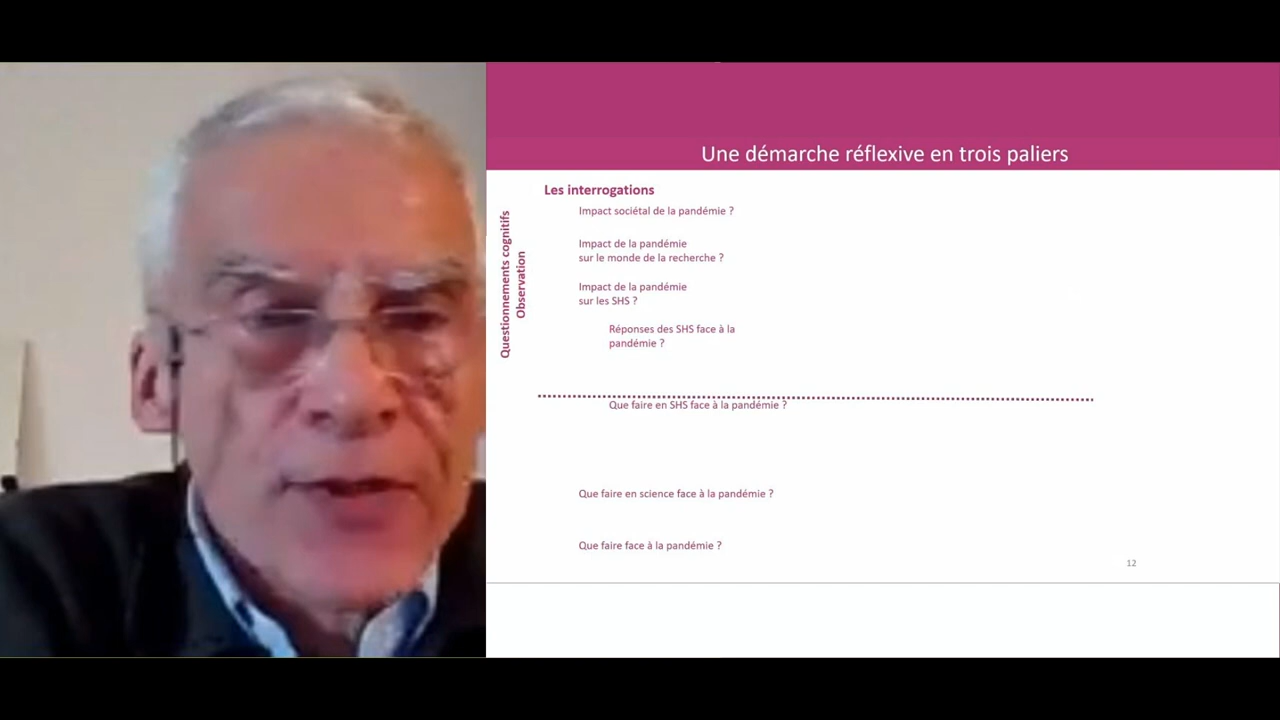 Une démarche réflexive en trois paliers
Les interrogations
Questionnements cognitifs
Observation
Impact sociétal de la pandémie ?
Impact de la pandémie
sur le monde de la recherche ?
Impact de la pandémie
sur les SHS ?
Réponses des SHS face à la
pandémie ?
Que faire en SHS face à la pandémie ?
Que faire en science face à la pandémie ?
Que faire face à la pandémie ?
12